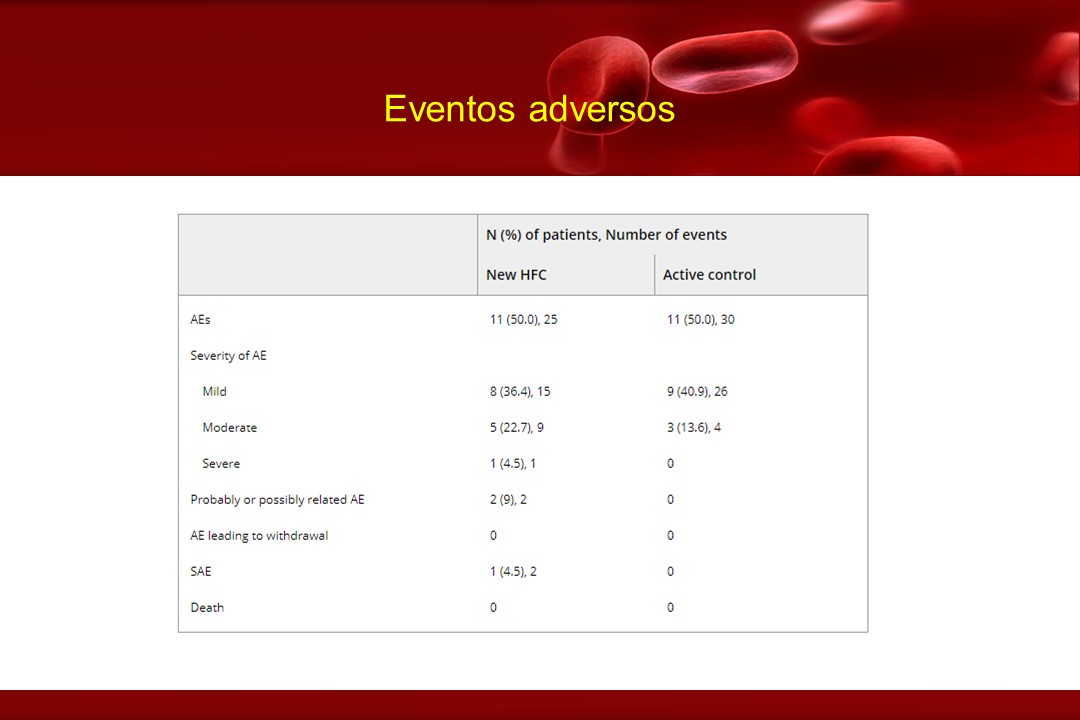 Eventos adversos
N (%) of patients, Number of events
New HFC Active control
AEs 11 (50.0), 25 11 (50.0), 30
Severity of AE
Mild 8 (36.4), 15 9 (40.9), 26
Moderate 5 (22.7), 9 3 (13.6), 4
Severe 1 (4.5), 1 0
Probably or possibly related AE 2 (9), 2 0
AE leading to withdrawal 0 0
SAE 1 (4.5), 2 0
Death 0 0